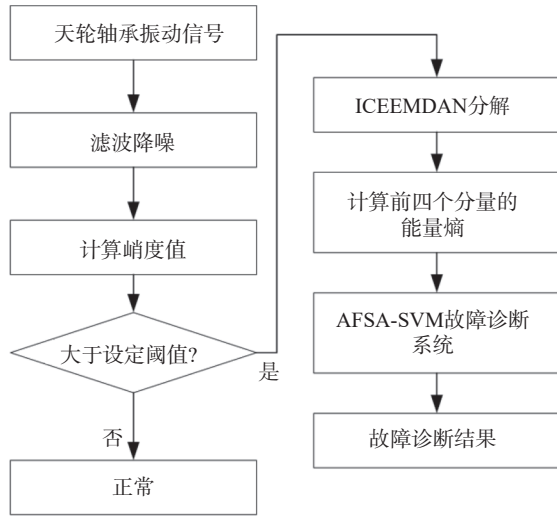 天轮轴承振动信号
滤波降噪
计算峭度值
大于设定阈值?
是
否
正常
ICEEMDAN分解
计算前四个分量的
能量熵
AFSA-SVM故障诊断
系统
故障诊断结果